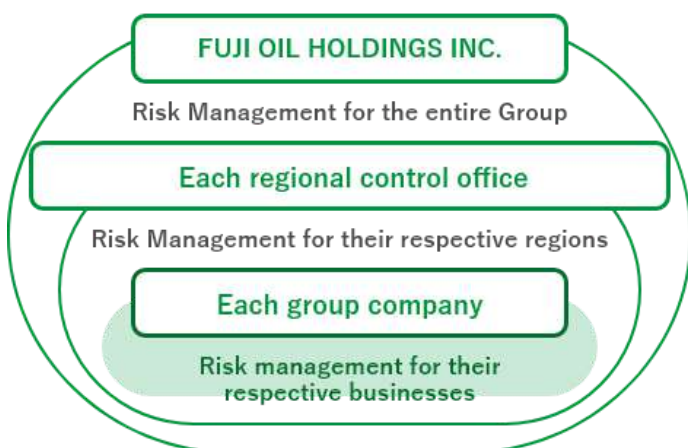 FUJI OIL HOLDINGS INC.
Risk Management for the entire Group
Each regional control office
Risk Management for their respective regions
Each group company
Risk management for their
respective businesses